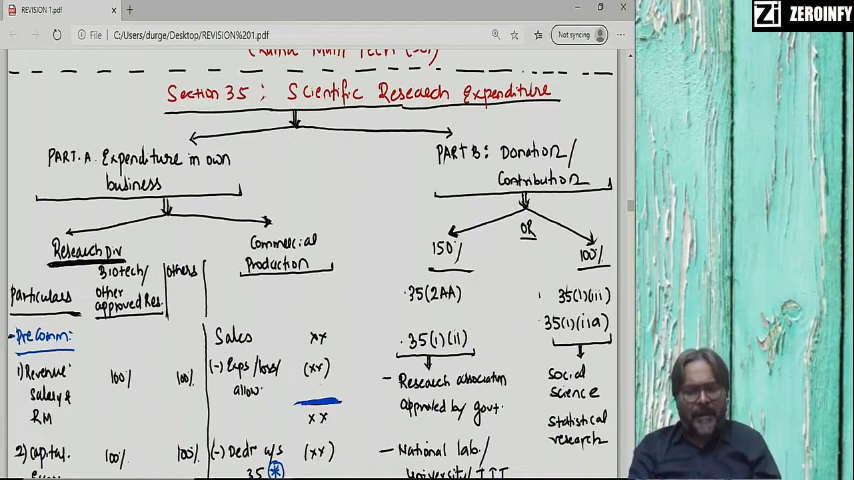 REVISION 1.pdf
ZEROINFY
File
C:/Users/durge/Desktop/REVISION%201.pdf
Not syncing
Section 35 : Scientific Research Expenditure
PART. A. Expenditure in own
business
PART B: Donation/
Contribution
OR
Research Div
Commercial
Production
150%
100%
Particulars
Biotech/
other
approved Res.
others
.35(2AA)
35(1)(iii)
35(1)(iia)
Pre Comm:
Sales
xx
.35(1)(ii)
1) Revenue:
Salary &
RM
100%
100%
(-) Exps/loss/
allow.
(xx)
xx
- Research association
approved by govt.
Social
science
statistical
research
2) Capital.
100%
100%
(-) Dedn u/s
35
(xx)
- National lab./
University/IIT